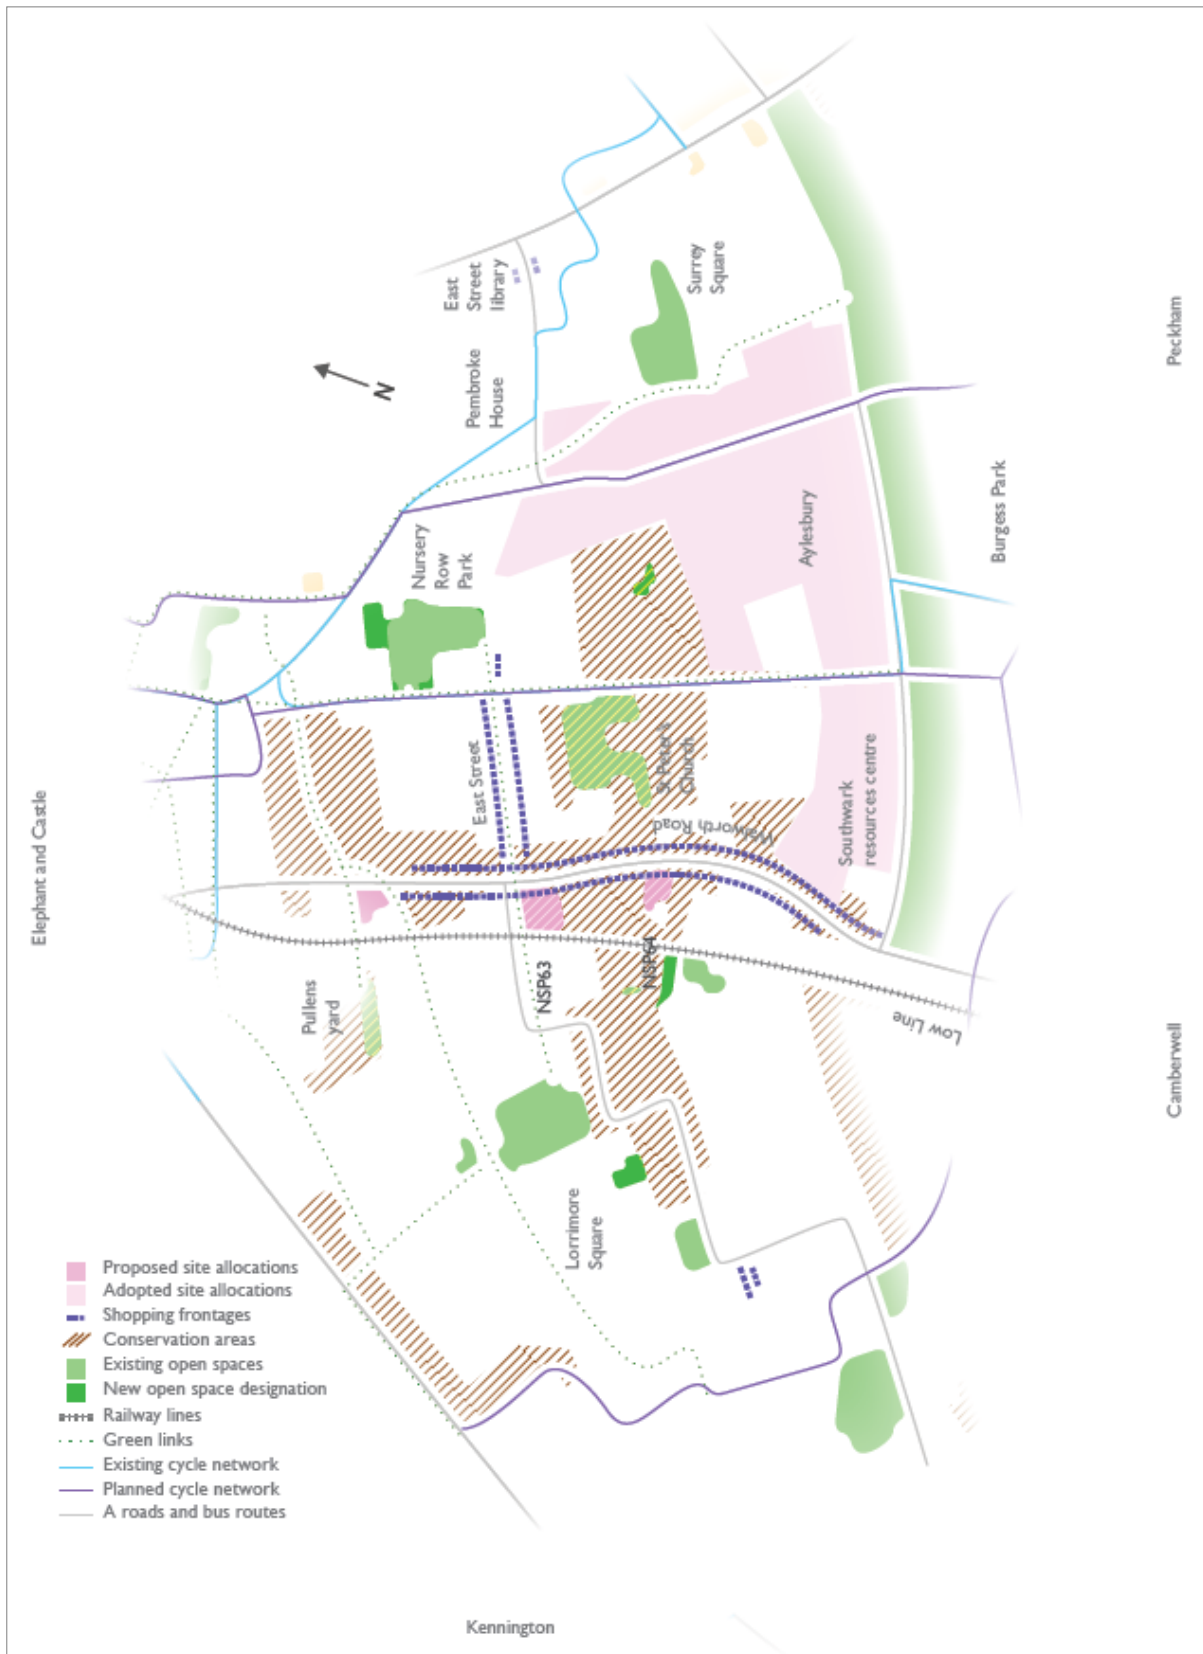 East
Street
library
Surrey
Square
Peckham
N
Pembroke
House
Nursery
Row
Park
Aylesbury
Burgess Park
East Street
St Peter's
Church
Walworth Road
Southwark
resources centre
Elephant and Castle
NSP63
NSP64
Pullens
yard
Low Line
Camberwell
Lorrimore
Square
Proposed site allocations
Adopted site allocations
Shopping frontages
Conservation areas
Existing open spaces
New open space designation
Railway lines
Green links
Existing cycle network
Planned cycle network
A roads and bus routes
Kennington